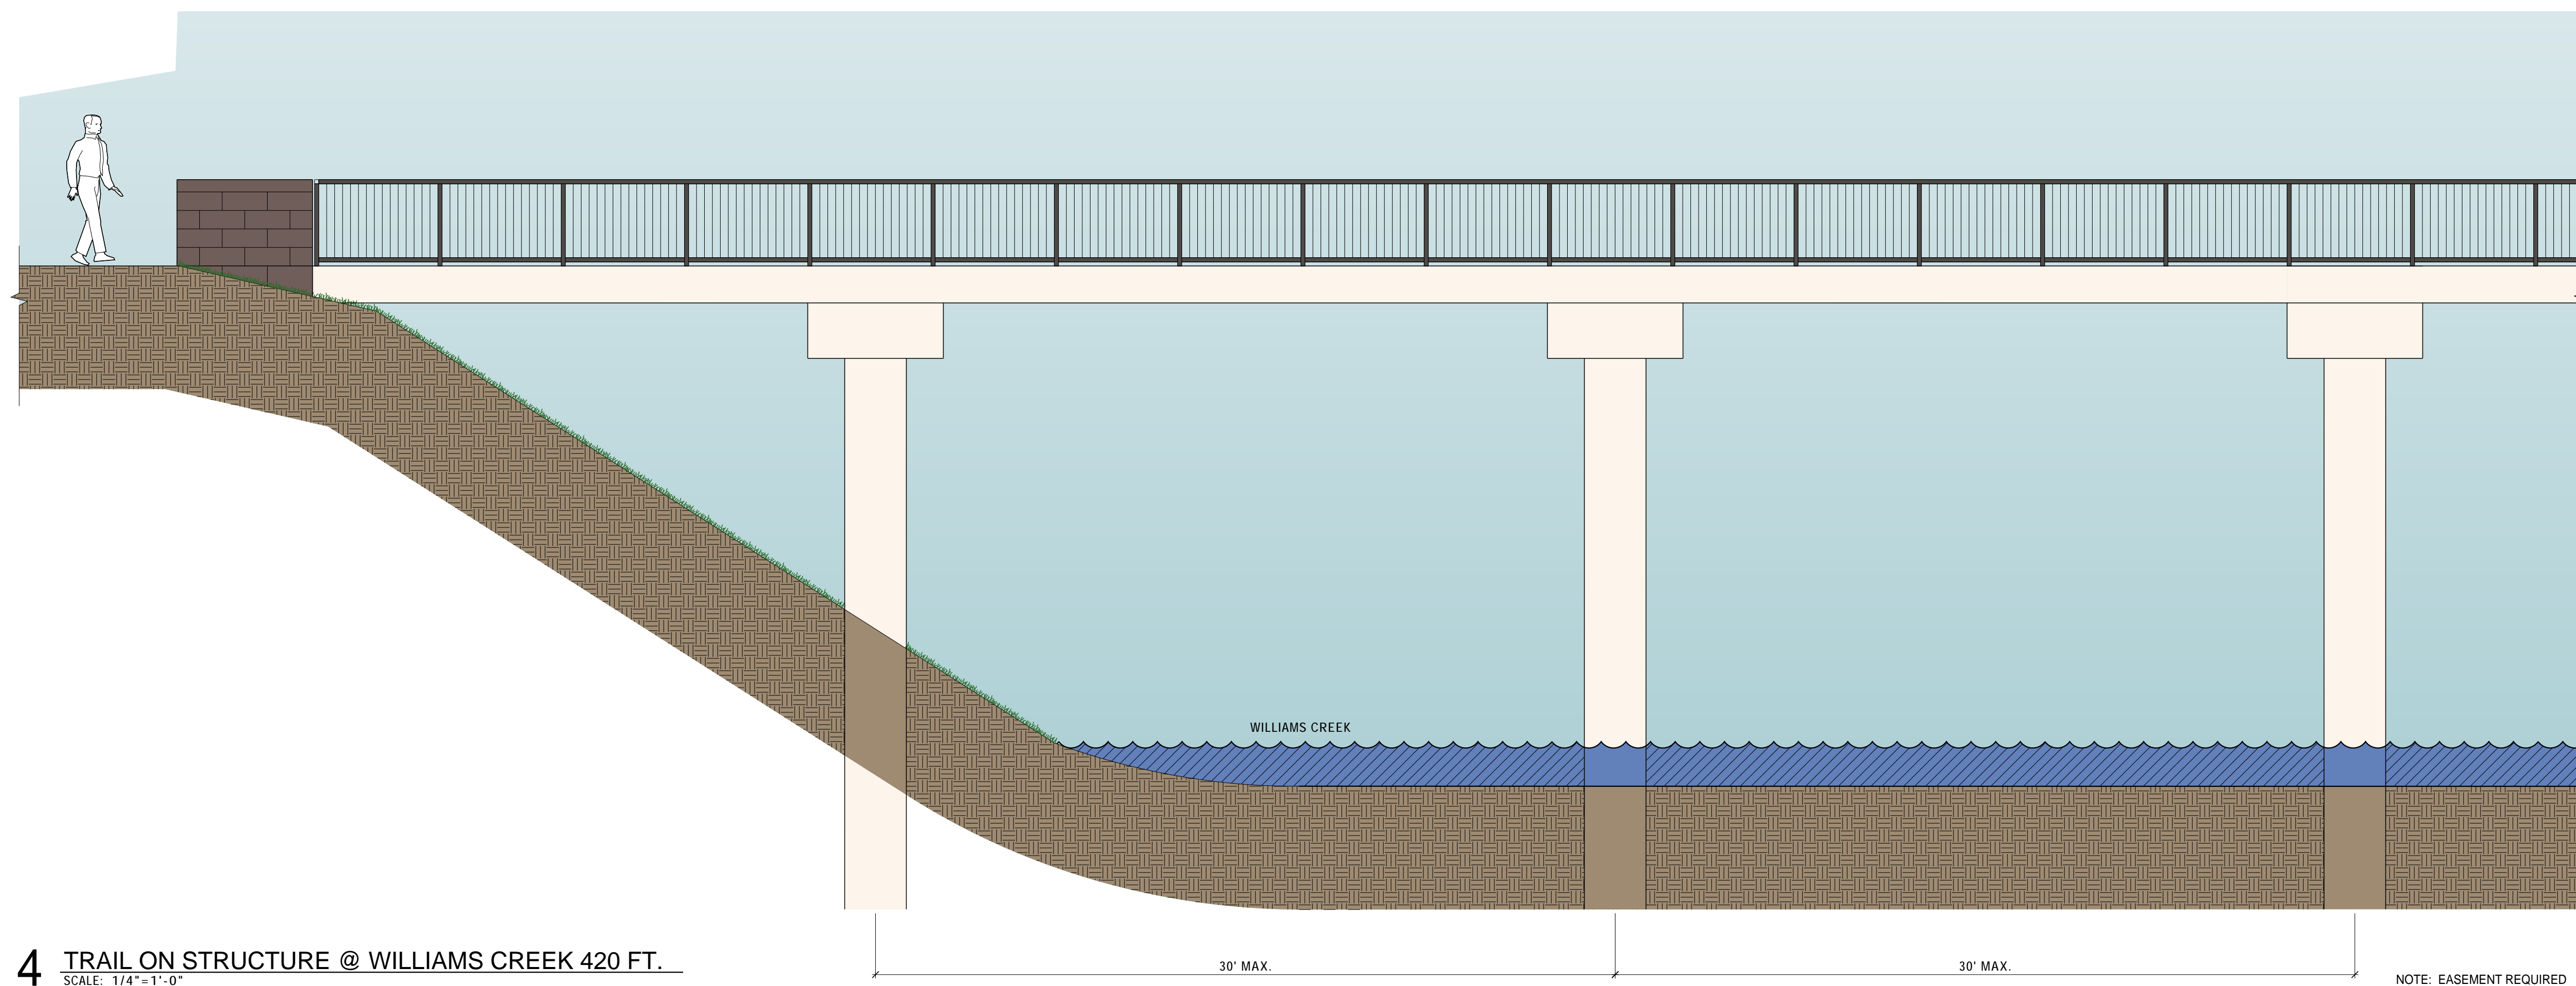 WILLIAMS CREEK
30' MAX.
30' MAX.
4 TRAIL ON STRUCTURE @ WILLIAMS CREEK 420 FT.
SCALE: 1/4"=1'-0"
NOTE: EASEMENT REQUIRED